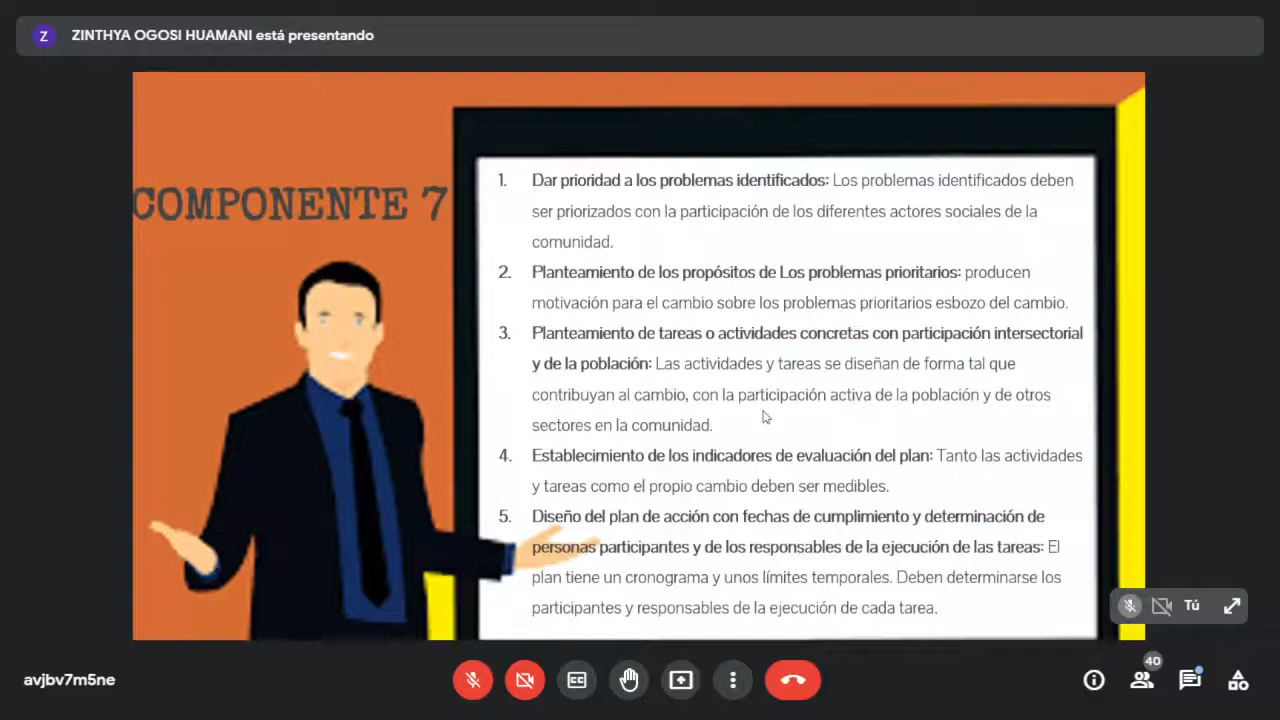 Z ZINTHYA OGOSI HUAMANI está presentando
COMPONENTE 7
1. Dar prioridad a los problemas identificados: Los problemas identificados deben
ser priorizados con la participación de los diferentes actores sociales de la
comunidad.
2. Planteamiento de los propósitos de Los problemas prioritarios: producen
motivación para el cambio sobre los problemas prioritarios esbozo del cambio.
3. Planteamiento de tareas o actividades concretas con participación intersectorial
y de la población: Las actividades y tareas se diseñan de forma tal que
contribuyan al cambio, con la participación activa de la población y de otros
sectores en la comunidad.
4. Establecimiento de los indicadores de evaluación del plan: Tanto las actividades
y tareas como el propio cambio deben ser medibles.
5. Diseño del plan de acción con fechas de cumplimiento y determinación de
personas participantes y de los responsables de la ejecución de las tareas: El
plan tiene un cronograma y unos límites temporales. Deben determinarse los
participantes y responsables de la ejecución de cada tarea.
Tú
avjbv7m5ne
CC
40